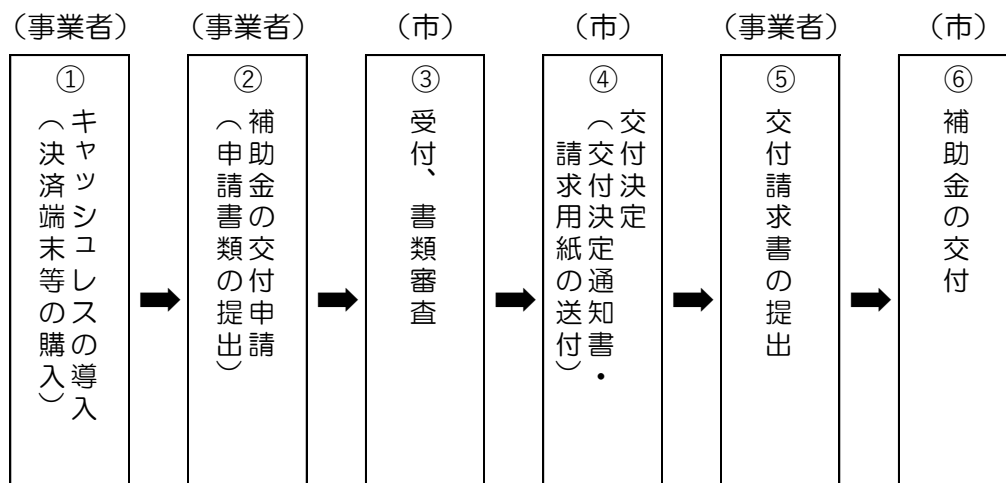 （事業者）
①
キャッシュレスの導入
（決済端末等の購入）
（事業者）
②
補助金の交付申請
（申請書類の提出）
（市）
③
受付、書類審査
（市）
④
交付決定
（交付決定通知書・
請求用紙の送付）
（事業者）
⑤
交付請求書の提出
（市）
⑥
補助金の交付